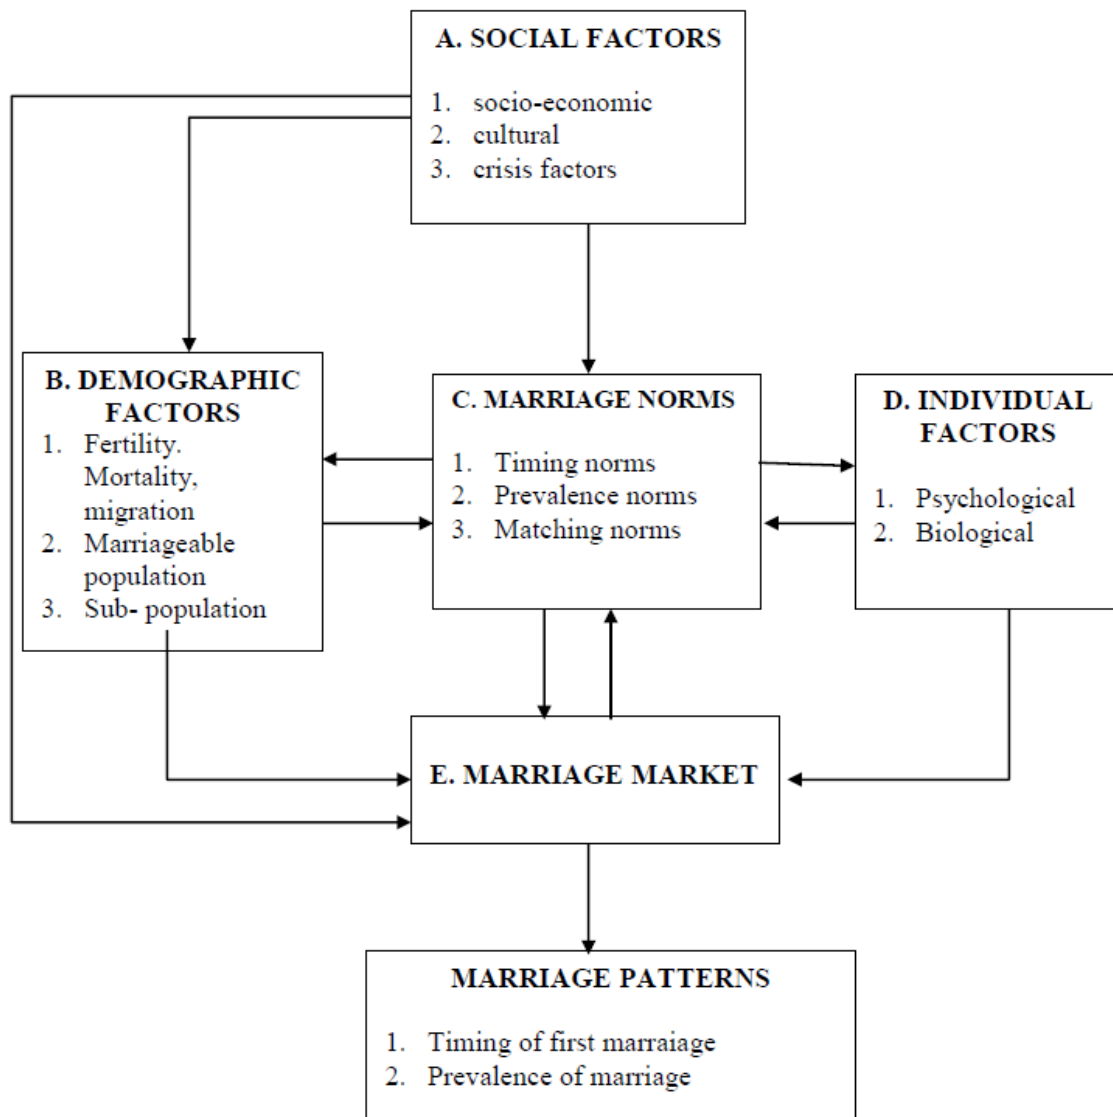 A. SOCIAL FACTORS
1. socio-economic
2. cultural
3. crisis factors
B. DEMOGRAPHIC
FACTORS
1. Fertility.
Mortality,
migration
2. Marriageable
population
3. Sub- population
C. MARRIAGE NORMS
1. Timing norms
2. Prevalence norms
3. Matching norms
D. INDIVIDUAL
FACTORS
1. Psychological
2. Biological
E. MARRIAGE MARKET
MARRIAGE PATTERNS
1. Timing of first marraiage
2. Prevalence of marriage